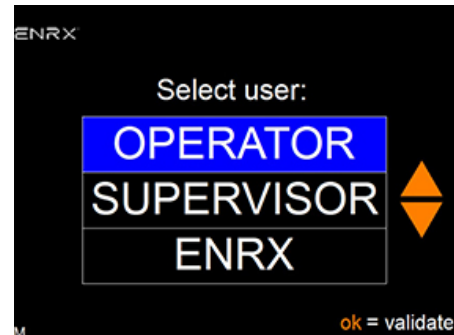 ENRX
Select user:
OPERATOR
SUPERVISOR
ENRX
ok = validate
M